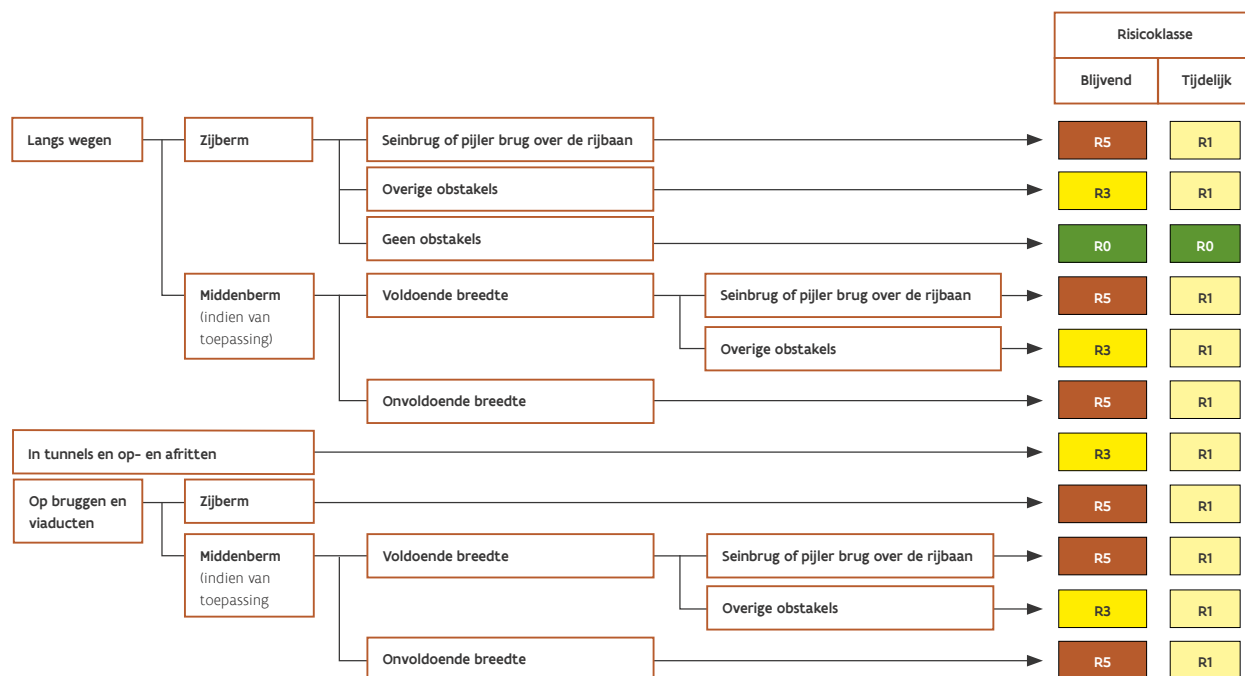 Risicoklasse
Blijvend Tijdelijk
Langs wegen Zijberm Seinbrug of pijler brug over de rijbaan R5 R1
Overige obstakels R3 R1
Geen obstakels R0 R0
Middenberm
(indien van
toepassing)
Voldoende breedte Seinbrug of pijler brug over de rijbaan R5 R1
Overige obstakels R3 R1
Onvoldoende breedte R5 R1
In tunnels en op- en afritten R3 R1
Op bruggen en
viaducten
Zijberm R5 R1
Middenberm
(indien van
toepassing
Voldoende breedte Seinbrug of pijler brug over de rijbaan R5 R1
Overige obstakels R3 R1
Onvoldoende breedte R5 R1